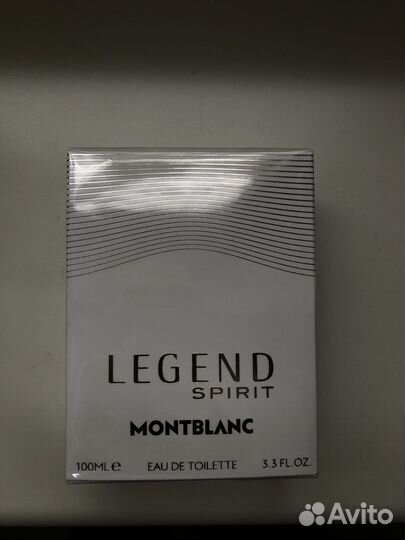 LEGEND
SPIRIT
MONTBLANC
100ML ℮ EAU DE TOILETTE 3.3 FL.OZ.
Avito